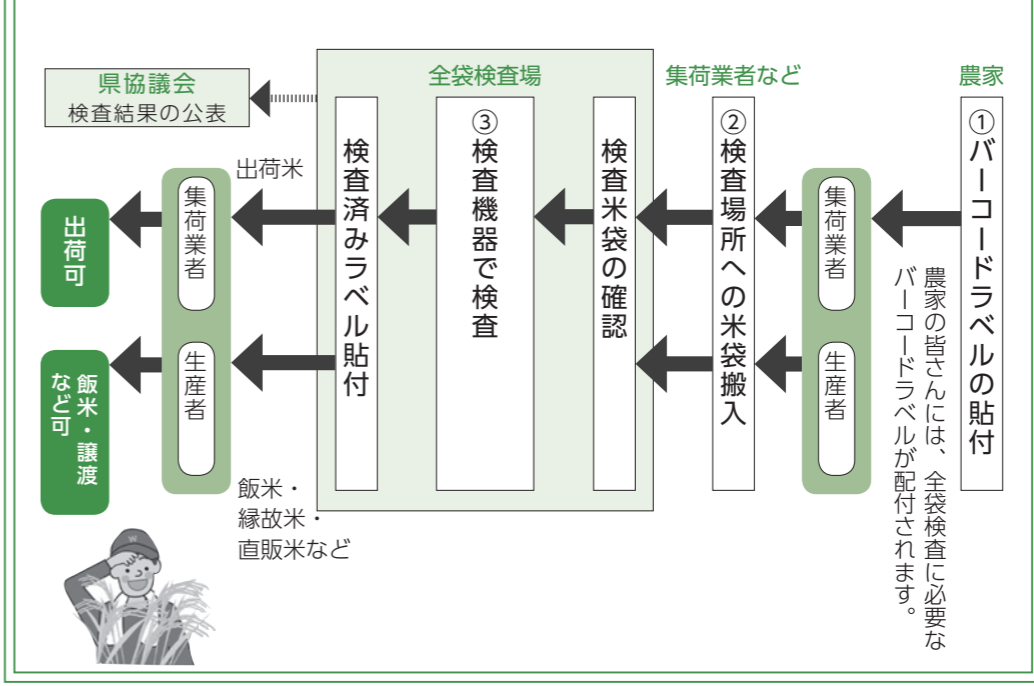 農家
①バーコードラベルの貼付
農家の皆さんには、全袋検査に必要な
バーコードラベルが配付されます。
集荷業者
生産者
集荷業者など
②検査場所への米袋搬入
全袋検査場
検査米袋の確認
③検査機器で検査
検査済みラベル貼付
県協議会
検査結果の公表
出荷米
集荷業者
出荷可
飯米・
縁故米・
直販米など
生産者
飯米・譲渡
など可
W